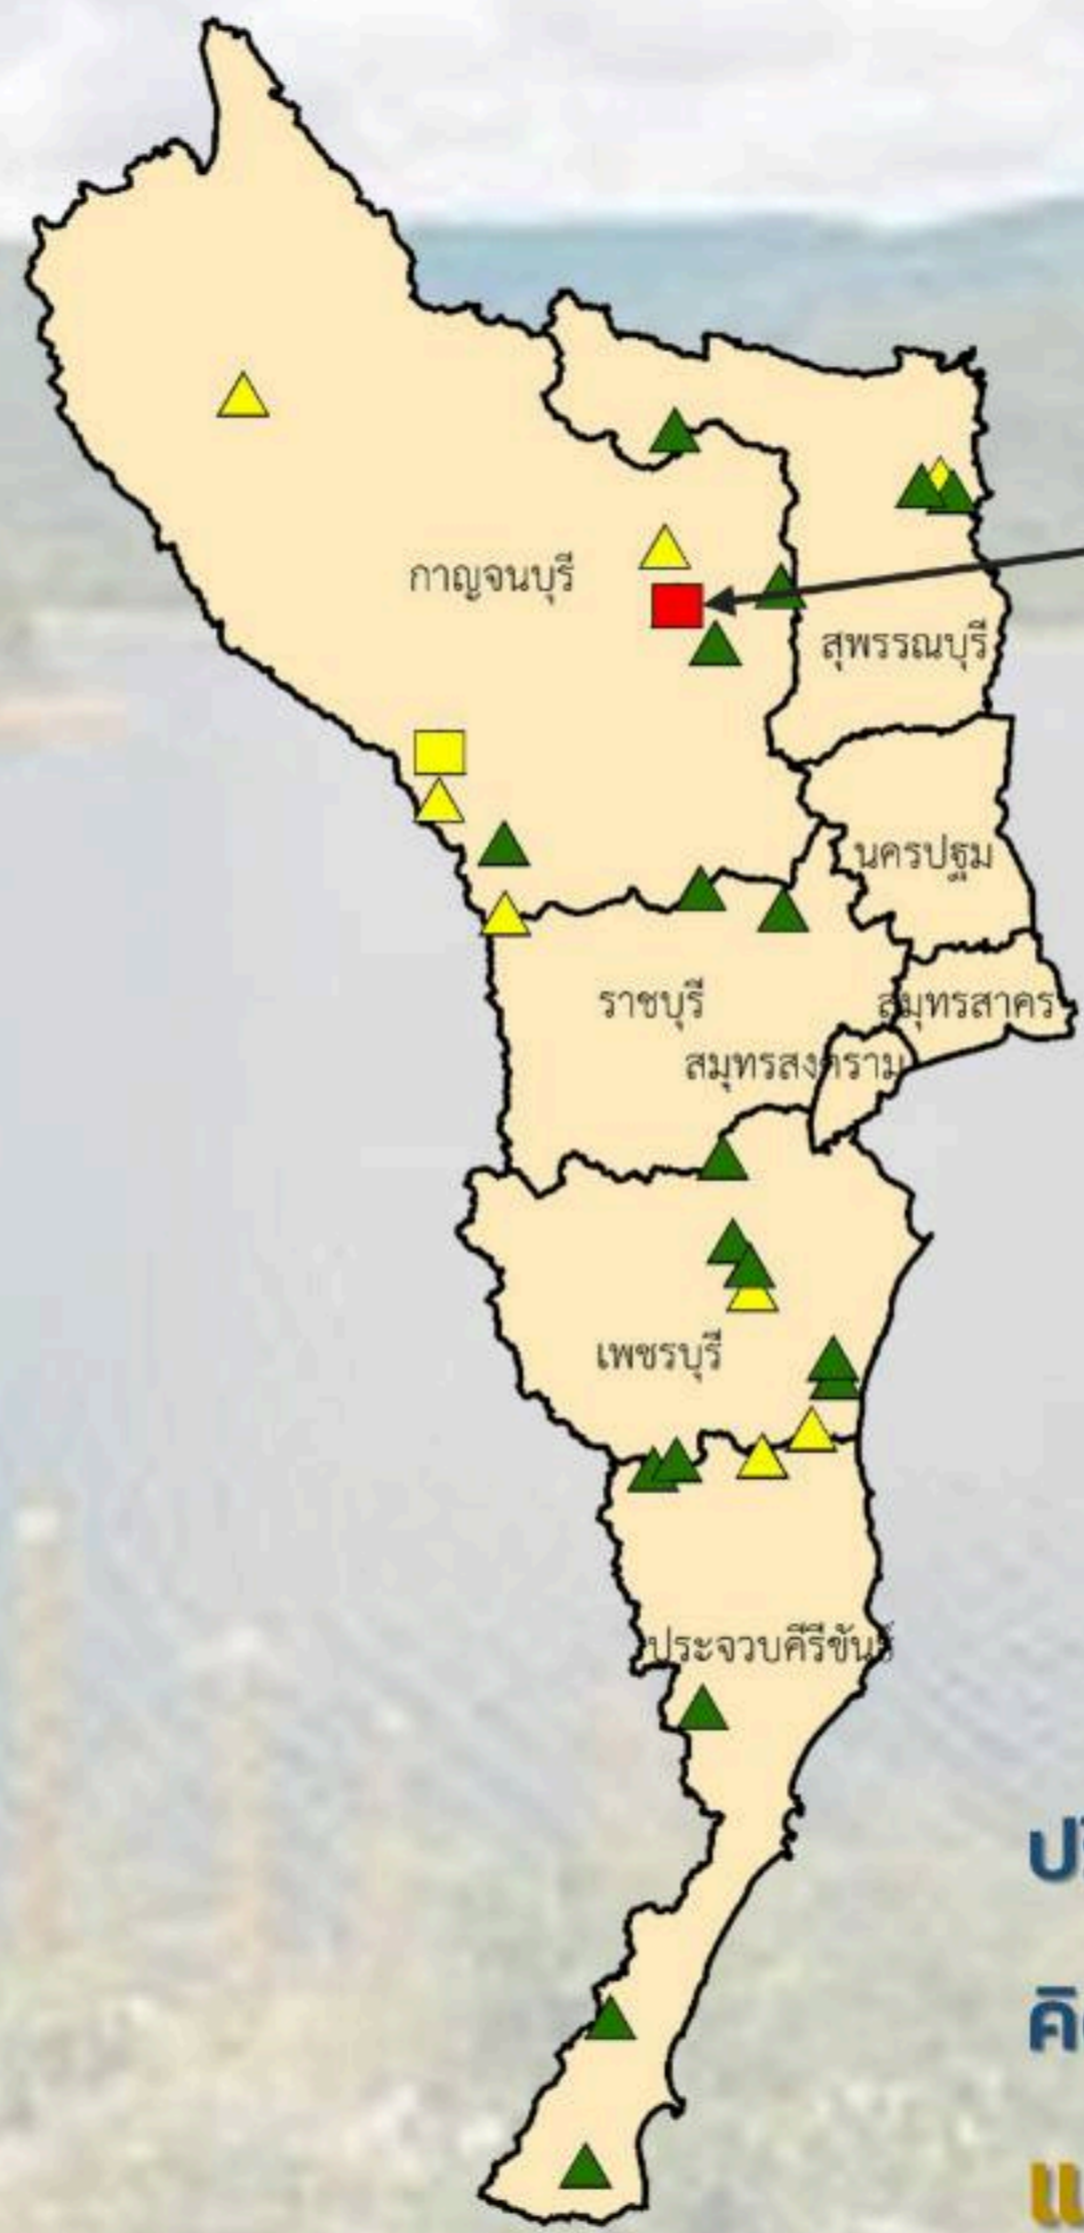 กาญจนบุรี
สุพรรณบุรี
นครปฐม
ราชบุรี
สมุทรสาคร
สมุทรสงคราม
เพชรบุรี
ประจวบคีรีขันธ์